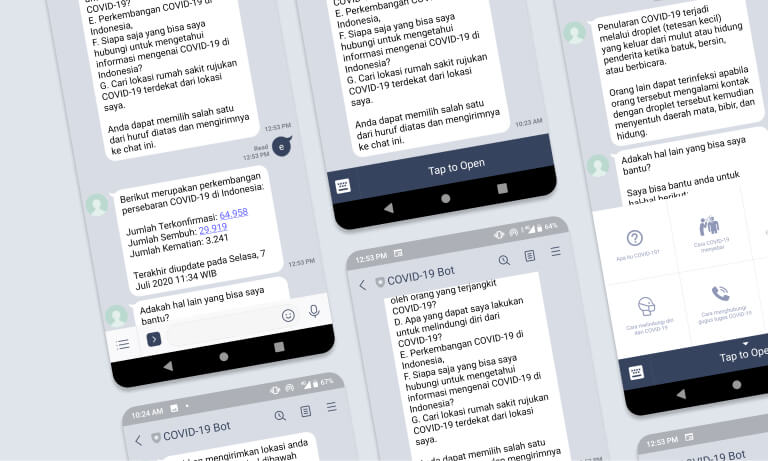 COVID-19?
E. Perkembangan COVID-19 di
Indonesia,
F. Siapa saja yang bisa saya
hubungi untuk mengetahui
informasi mengenai COVID-19 di
Indonesia?
G. Cari lokasi rumah sakit rujukan
COVID-19 terdekat dari lokasi
saya.
Anda dapat memilih salah satu
dari huruf diatas dan mengirimnya
ke chat ini.
12:53 PM
Read
12:53 PM
e
Berikut merupakan perkembangan
persebaran COVID-19 di Indonesia:
Jumlah Terkonfirmasi: 64.958
Jumlah Sembuh: 29.919
Jumlah Kematian: 3.241
Terakhir diupdate pada Selasa, 7
Juli 2020 11:34 WIB
12:53 PM
Adakah hal lain yang bisa saya
bantu?
10:24 AM
67%
COVID-19 Bot
mengirimkan lokasi anda
dibawah
E. Perkembangan COVID-19 di
Indonesia,
F. Siapa saja yang bisa saya
hubungi untuk mengetahui
informasi mengenai COVID-19 di
Indonesia?
G. Cari lokasi rumah sakit rujukan
COVID-19 terdekat dari lokasi
saya.
Anda dapat memilih salah satu
dari huruf diatas dan mengirimnya
ke chat ini.
10:23 AM
Tap to Open
12:53 PM
64%
COVID-19 Bot
oleh orang yang terjangkit
COVID-19?
D. Apa yang dapat saya lakukan
untuk melindungi diri dari
COVID-19?
E. Perkembangan COVID-19 di
Indonesia,
F. Siapa saja yang bisa saya
hubungi untuk mengetahui
informasi mengenai COVID-19 di
Indonesia?
G. Cari lokasi rumah sakit rujukan
COVID-19 terdekat dari lokasi
saya.
Anda dapat memilih salah satu
dari huruf diatas dan mengirimnya
Penularan COVID-19 terjadi
melalui droplet (tetesan kecil)
yang keluar dari mulut atau hidung
penderita ketika batuk, bersin,
atau berbicara.
Orang lain dapat terinfeksi apabila
orang tersebut mengalami kontak
dengan droplet tersebut kemudian
menyentuh daerah mata, bibir, dan
hidung.
Adakah hal lain yang bisa saya
bantu?
Saya bisa bantu anda untuk
hal-hal berikut:
Apa itu COVID-19?
Cara COVID-19
menyebar
Cara melindungi diri
dari COVID-19
Cara menghubungi
gugus tugas COVID-19
Tap to Ope
12:53 PM
COVID-19 Bot